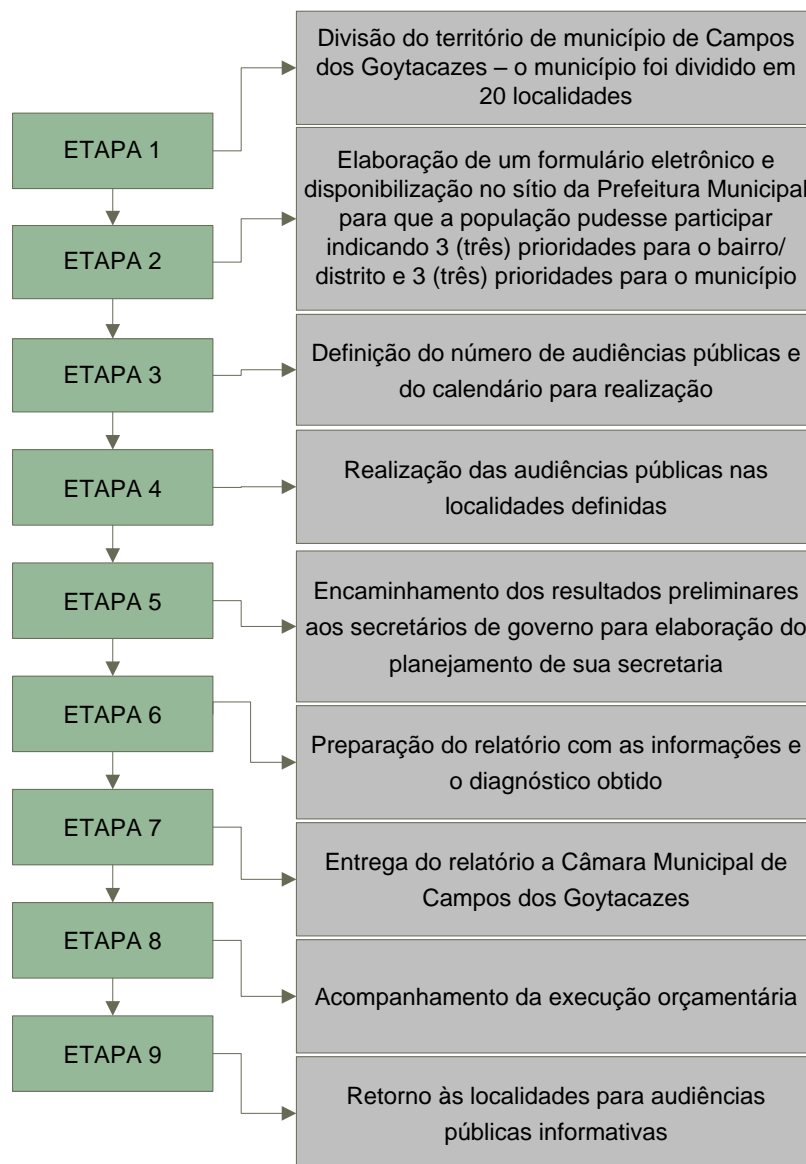 ETAPA 1
Divisão do território de município de Campos
dos Goytacazes – o município foi dividido em
20 localidades
ETAPA 2
Elaboração de um formulário eletrônico e
disponibilização no sítio da Prefeitura Municipal
para que a população pudesse participar
indicando 3 (três) prioridades para o bairro/
distrito e 3 (três) prioridades para o município
ETAPA 3
Definição do número de audiências públicas e
do calendário para realização
ETAPA 4
Realização das audiências públicas nas
localidades definidas
ETAPA 5
Encaminhamento dos resultados preliminares
aos secretários de governo para elaboração do
planejamento de sua secretaria
ETAPA 6
Preparação do relatório com as informações e
o diagnóstico obtido
ETAPA 7
Entrega do relatório a Câmara Municipal de
Campos dos Goytacazes
ETAPA 8
Acompanhamento da execução orçamentária
ETAPA 9
Retorno às localidades para audiências
públicas informativas